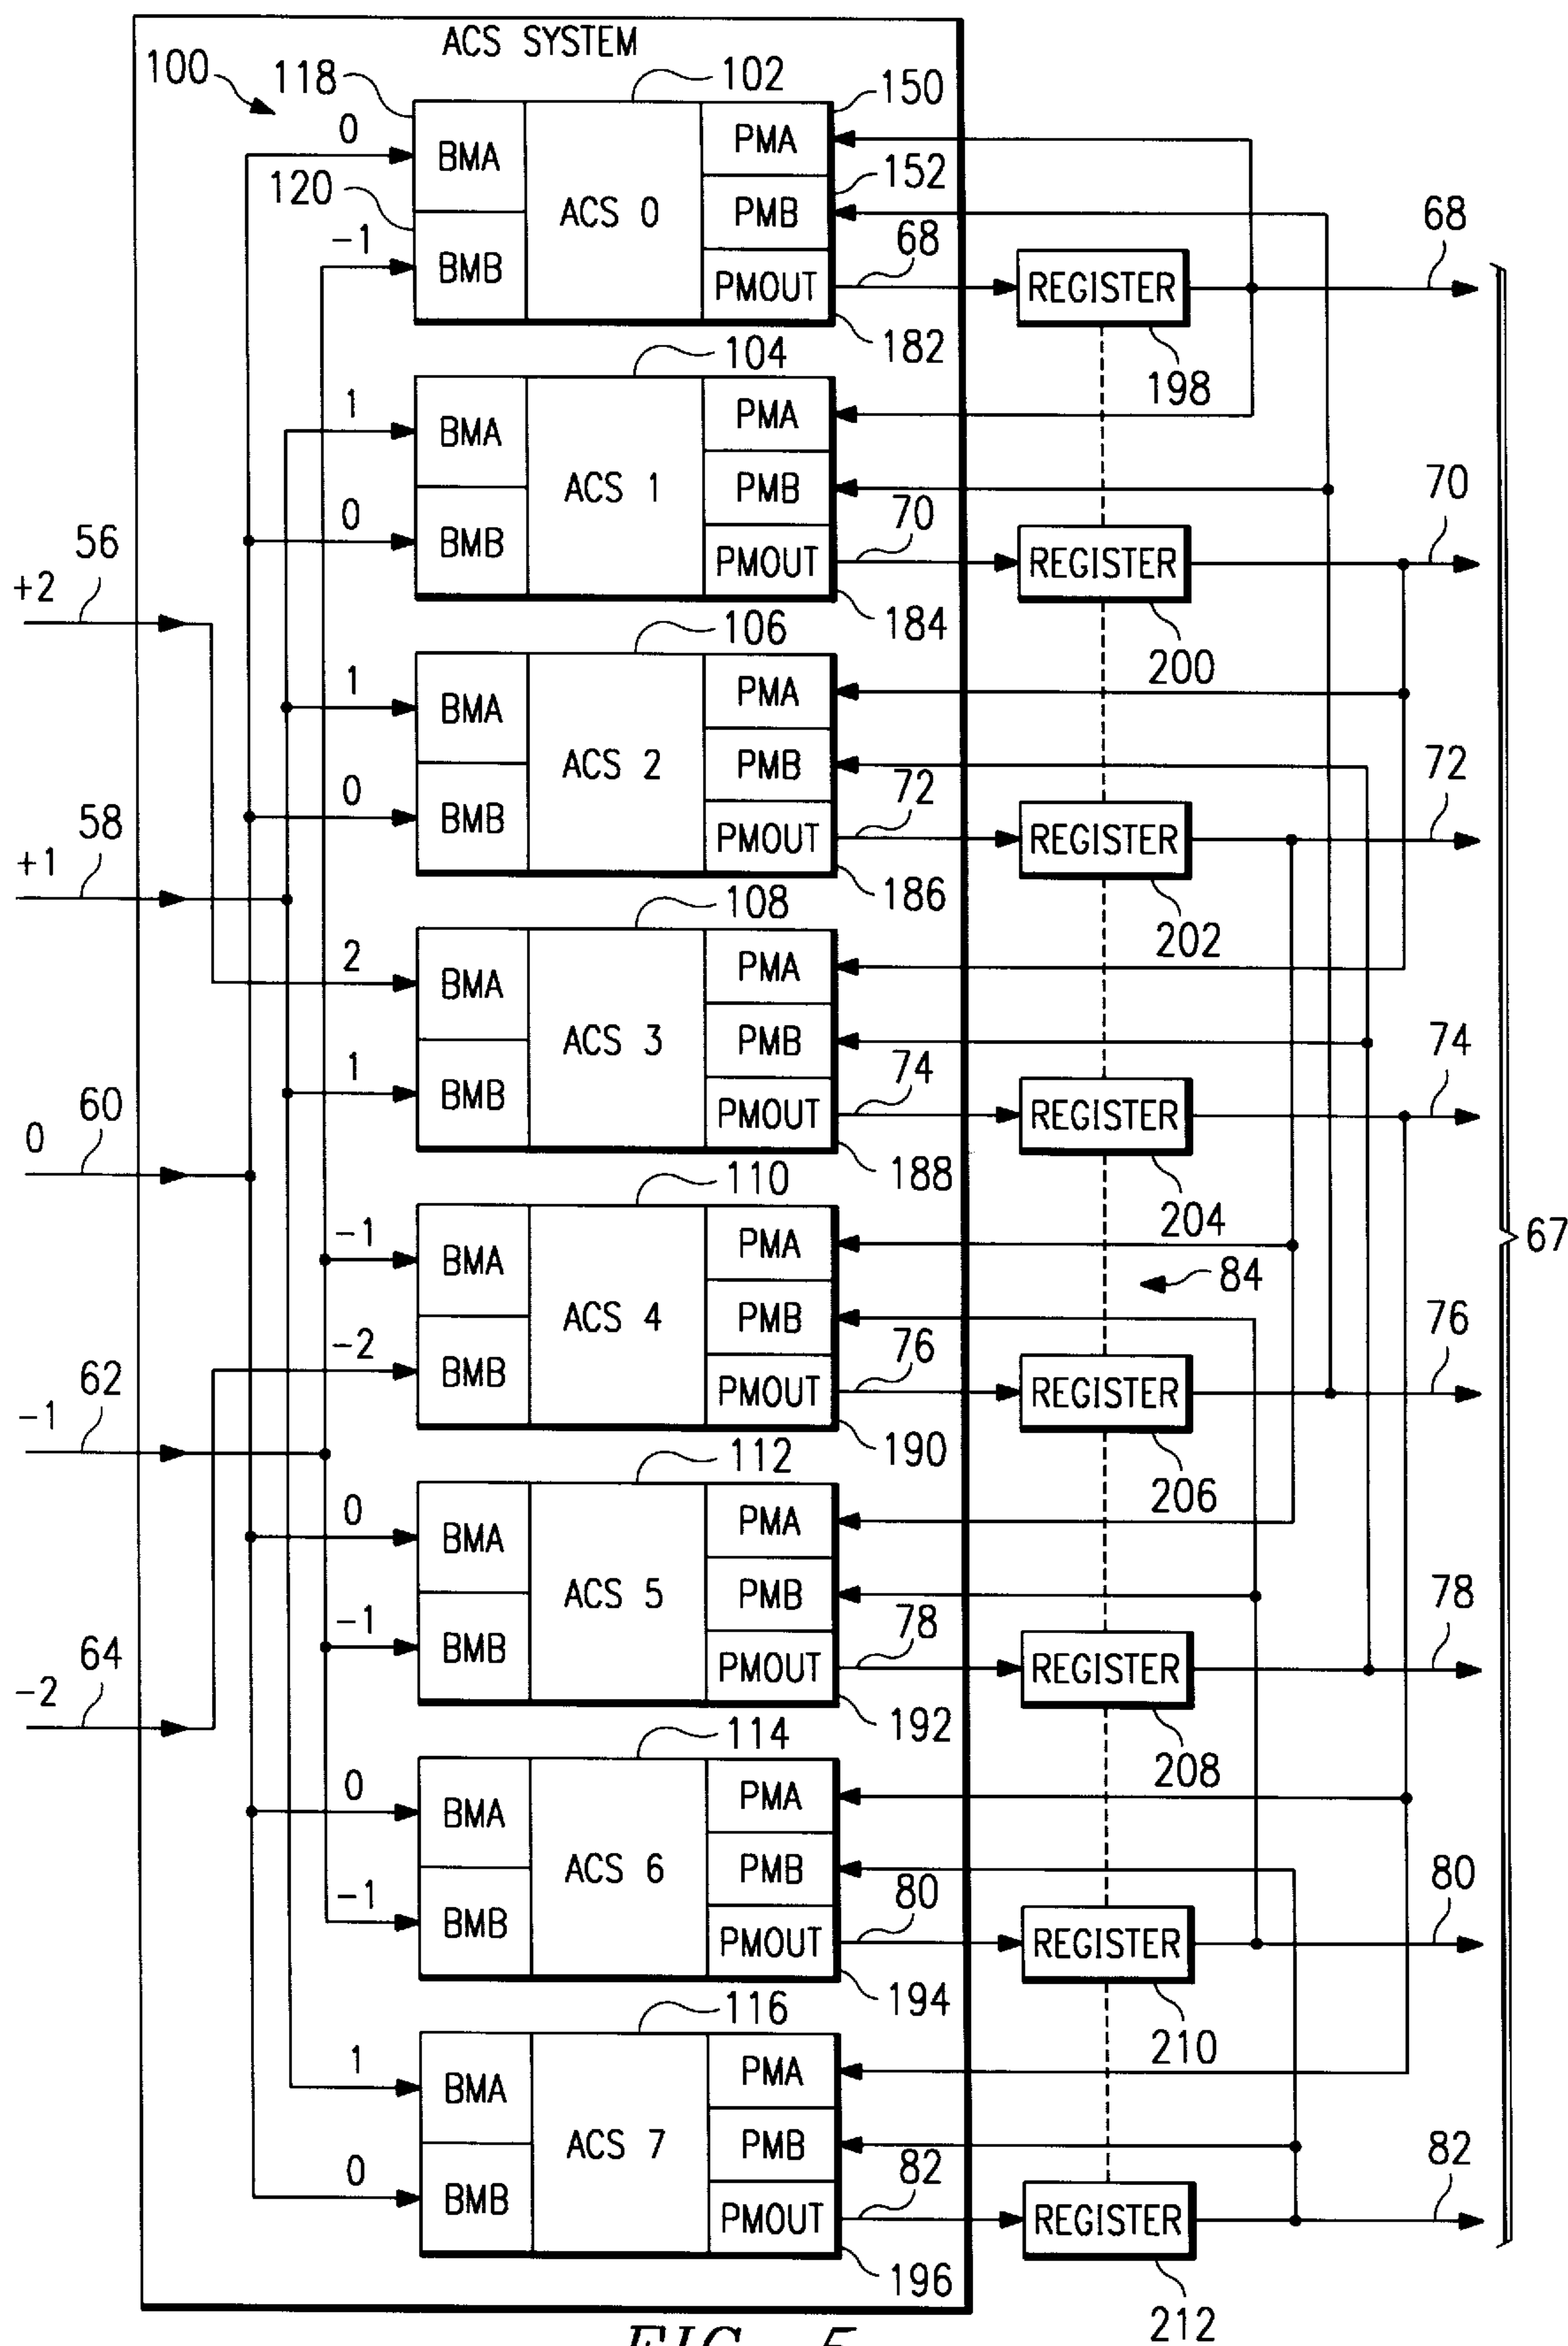 ACS SYSTEM
100
118
102
150
0
BMA
PMA
120
ACS 0
152
PMB
-1
BMB
68
68
PMOUT
REGISTER
182
198
104
1
BMA
PMA
ACS 1
PMB
70
70
0
BMB
PMOUT
REGISTER
56
+2
184
200
106
1
BMA
PMA
ACS 2
PMB
72
72
0
BMB
PMOUT
REGISTER
58
+1
186
202
108
2
BMA
PMA
ACS 3
PMB
74
74
1
BMB
PMOUT
REGISTER
60
0
188
204
110
-1
BMA
PMA
67
84
ACS 4
PMB
76
76
-2
BMB
PMOUT
REGISTER
62
-1
190
206
112
0
BMA
PMA
ACS 5
PMB
78
78
-1
BMB
PMOUT
REGISTER
64
-2
192
208
114
0
BMA
PMA
ACS 6
PMB
80
80
-1
BMB
PMOUT
REGISTER
194
210
116
1
BMA
PMA
ACS 7
PMB
82
82
0
BMB
PMOUT
REGISTER
196
212
FIG. 5